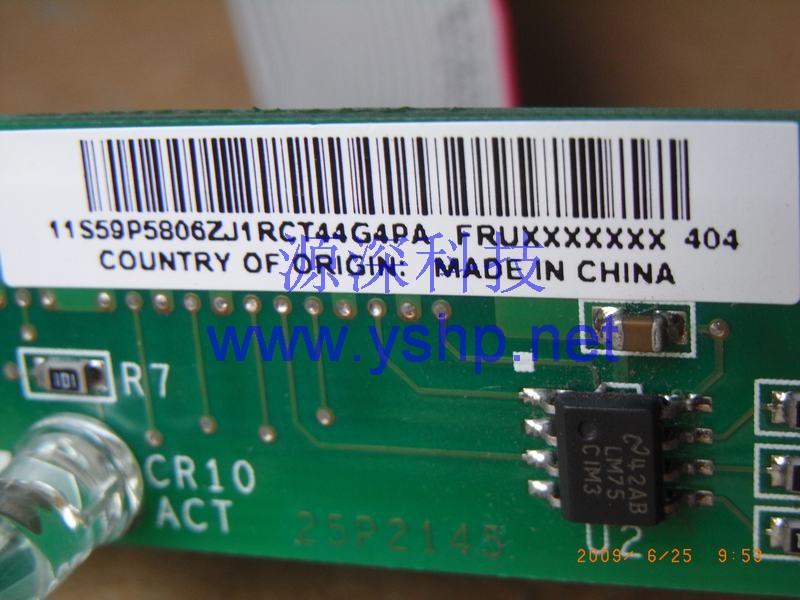 11S59P5806ZJ1RCT44G4PA FRUXXXXXXX 404
COUNTRY OF ORIGIN: MADE IN CHINA
源深科技
www.yshp.net
101
R7
CR10
ACT
25P2145
42AB
LM75
CIM3
U2
2009/ 6/25 9:59